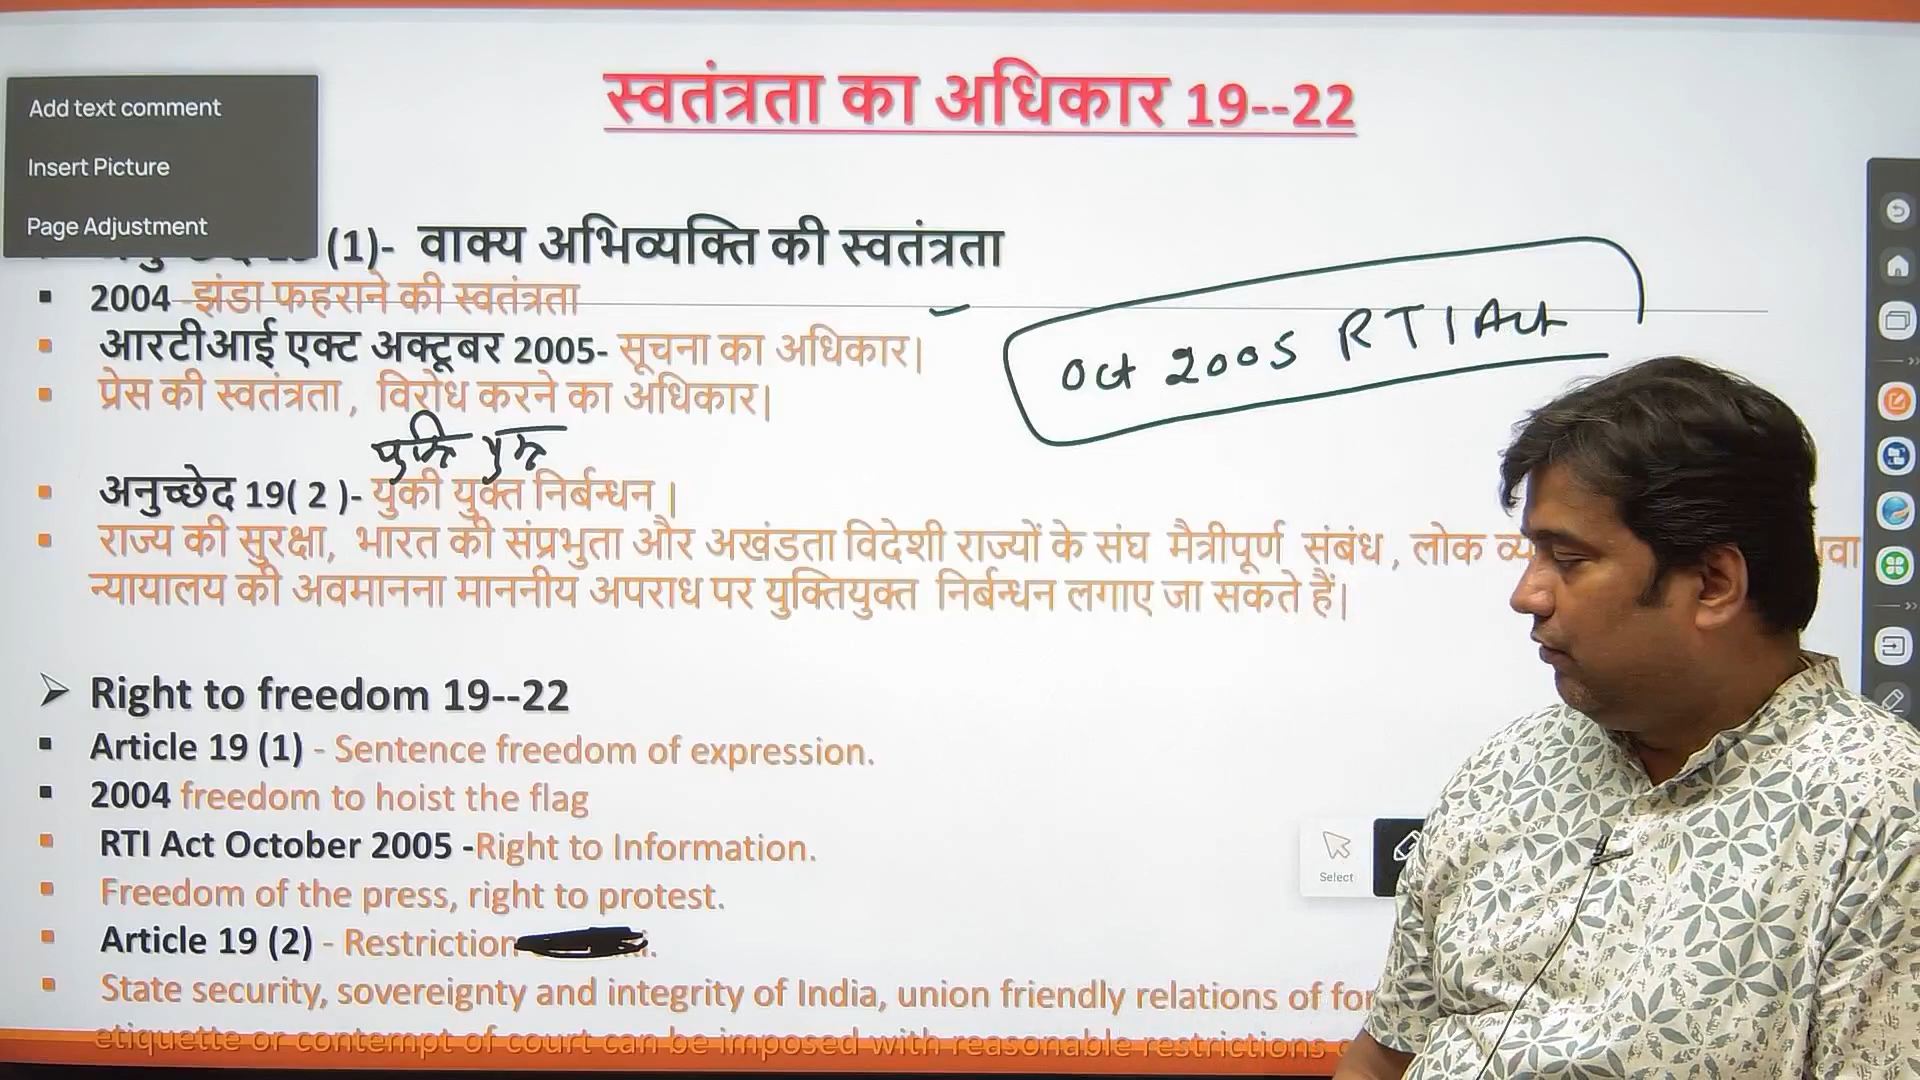 स्वतंत्रता का अधिकार 19--22
Add text comment
Insert Picture
Page Adjustment
(1)- वाक्य अभिव्यक्ति की स्वतंत्रता
2004 झंडा फहराने की स्वतंत्रता
आरटीआई एक्ट अक्टूबर 2005- सूचना का अधिकार|
Oct 2005 RTI Act
प्रेस की स्वतंत्रता, विरोध करने का अधिकार|
युक्ति युक्त
अनुच्छेद 19( 2 )- युकी युक्त निर्बन्धन |
राज्य की सुरक्षा, भारत की संप्रभुता और अखंडता विदेशी राज्यों के संघ मैत्रीपूर्ण संबंध, लोक
न्यायालय की अवमानना माननीय अपराध पर युक्तियुक्त निर्बन्धन लगाए जा सकते हैं|
Right to freedom 19--22
Article 19 (1) - Sentence freedom of expression.
2004 freedom to hoist the flag
RTI Act October 2005 -Right to Information.
Select
Freedom of the press, right to protest.
Article 19 (2) - Restriction
State security, sovereignty and integrity of India, union friendly relations of
etiquette or contempt of court can be imposed with reasonable restrictions